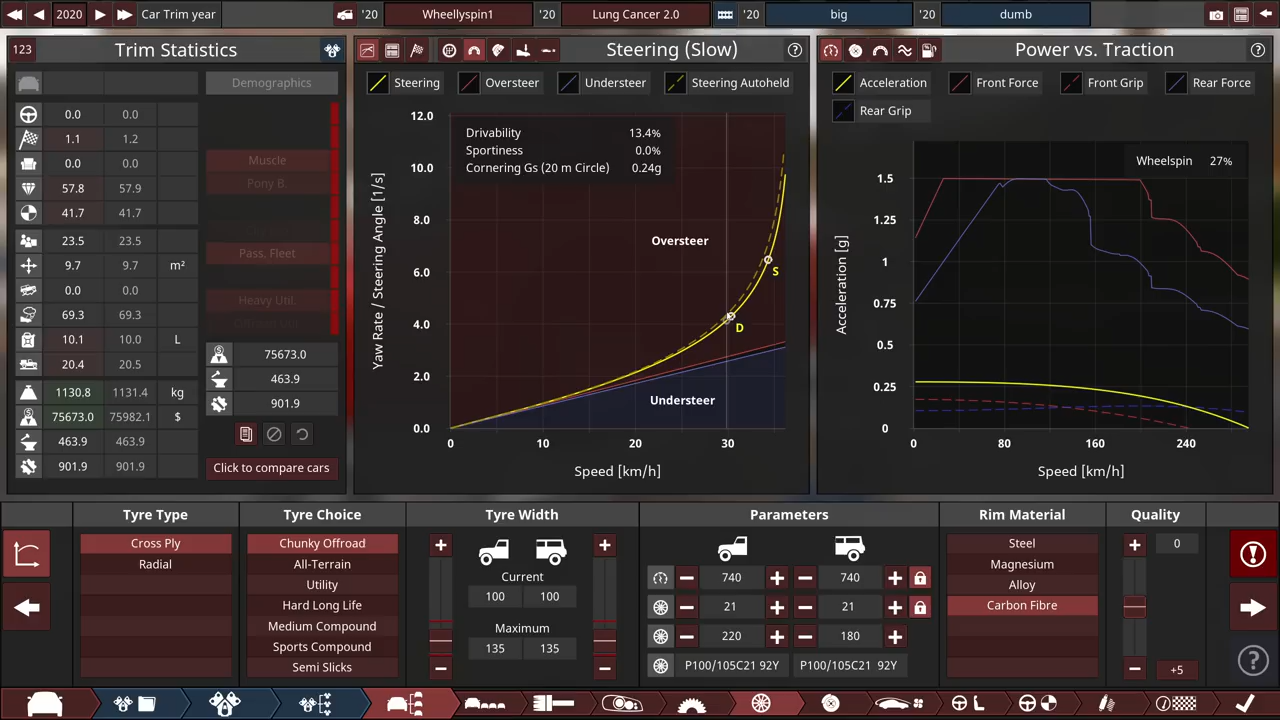 2020 Car Trim year '20 Wheellyspin1 '20 Lung Cancer 2.0 '20 big '20 dumb
123 Trim Statistics
Demographics
0.0 0.0
1.1 1.2
0.0 0.0
57.8 57.9
41.7 41.7
23.5 23.5
9.7 9.7 m²
0.0 0.0
69.3 69.3
10.1 10.0 L
20.4 20.5
1130.8 1131.4 kg
75673.0 75982.1 $
463.9 463.9
901.9 901.9
Muscle
Pony B.
Pass. Fleet
Heavy Util.
75673.0
463.9
901.9
Click to compare cars
Steering (Slow) ?
Steering Oversteer Understeer Steering Autoheld
Drivability 13.4%
Sportiness 0.0%
Cornering Gs (20 m Circle) 0.24g
Yaw Rate / Steering Angle [1/s]
12.0
10.0
8.0
6.0
4.0
2.0
0.0
Oversteer
S
D
Understeer
0 10 20 30
Speed [km/h]
Power vs. Traction ?
Acceleration Front Force Front Grip Rear Force
Rear Grip
Wheelspin 27%
Acceleration [g]
1.5
1.25
1
0.75
0.5
0.25
0
0 80 160 240
Speed [km/h]
Tyre Type
Cross Ply
Radial
Tyre Choice
Chunky Offroad
All-Terrain
Utility
Hard Long Life
Medium Compound
Sports Compound
Semi Slicks
Tyre Width
+ +
Current
100 100
Maximum
135 135
− −
Parameters
− 740 + − 740 +
− 21 + − 21 +
− 220 + − 180 +
P100/105C21 92Y P100/105C21 92Y
Rim Material
Steel
Magnesium
Alloy
Carbon Fibre
Quality
+ 0
− +5
!
?